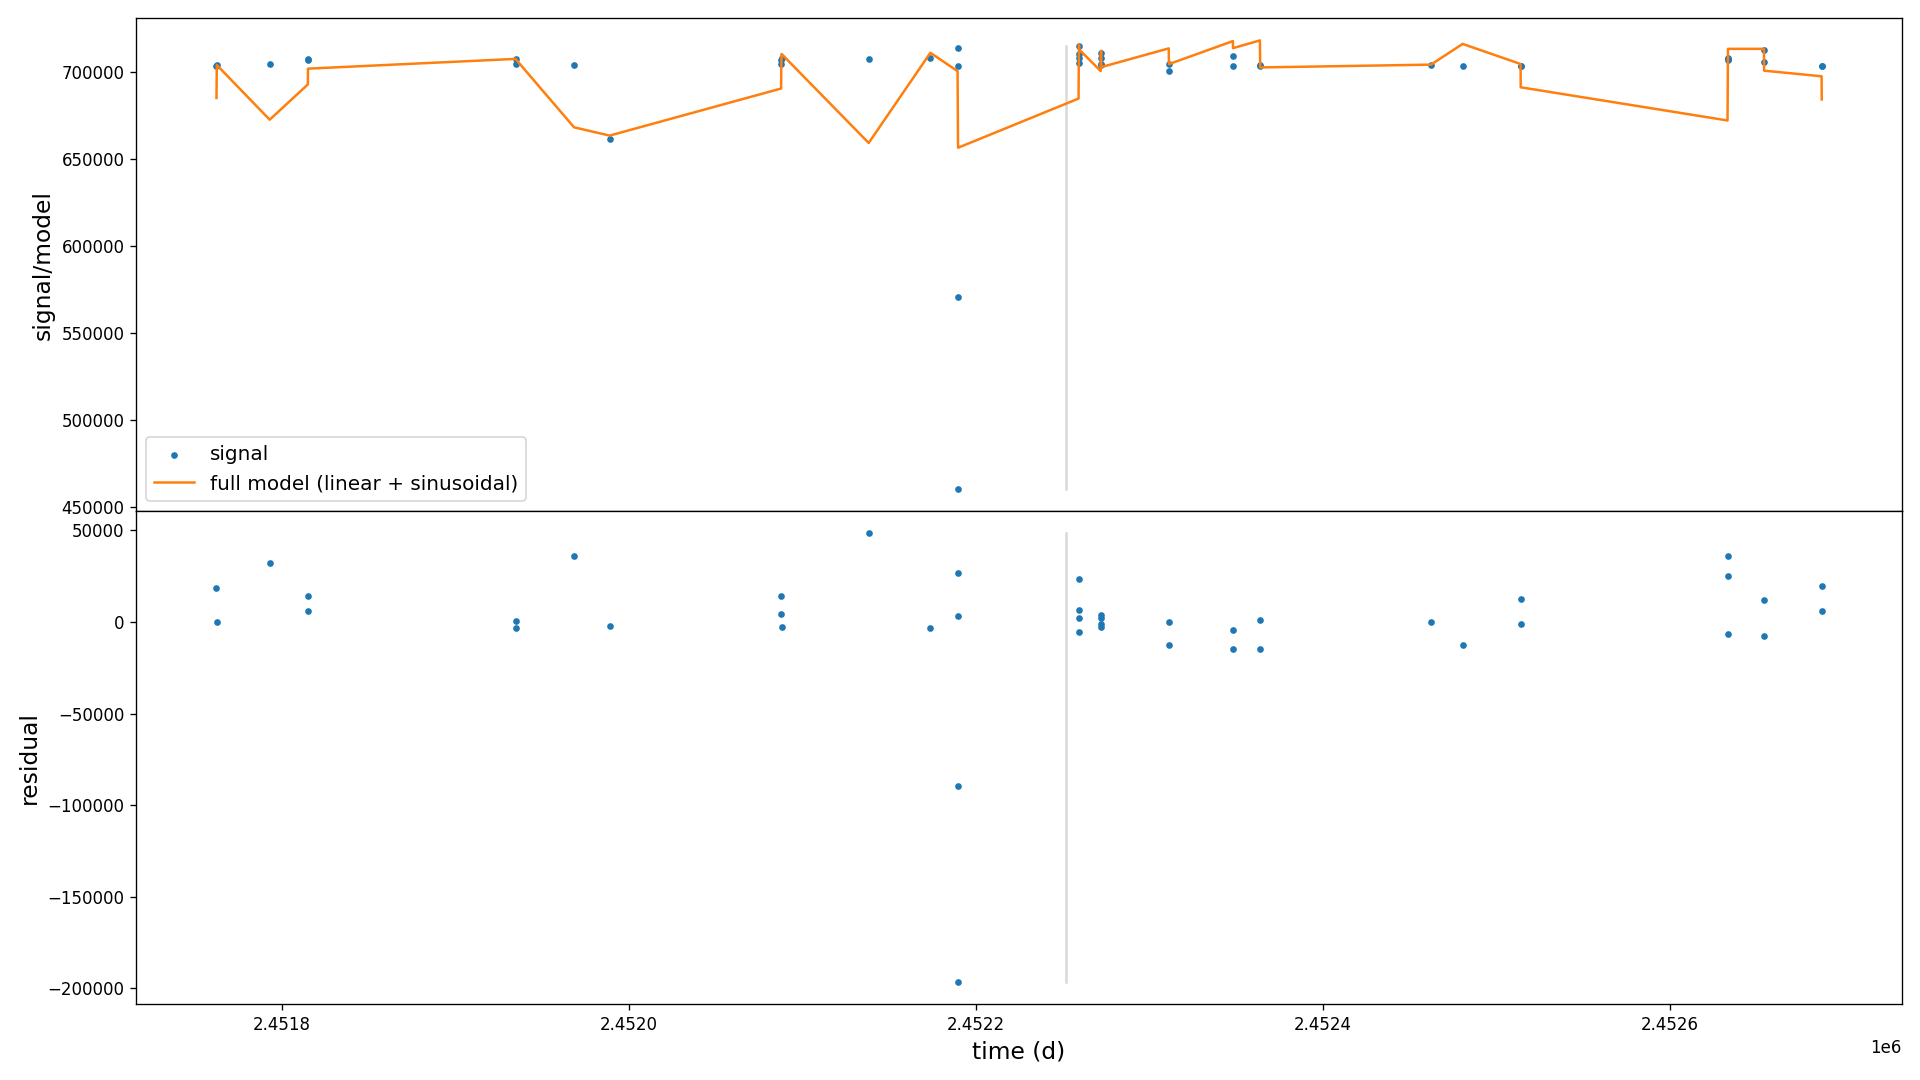 700000
650000
600000
550000
500000
450000
signal/model
signal
full model (linear + sinusoidal)
50000
0
−50000
−100000
−150000
−200000
residual
2.4518
2.4520
2.4522
2.4524
2.4526
1e6
time (d)